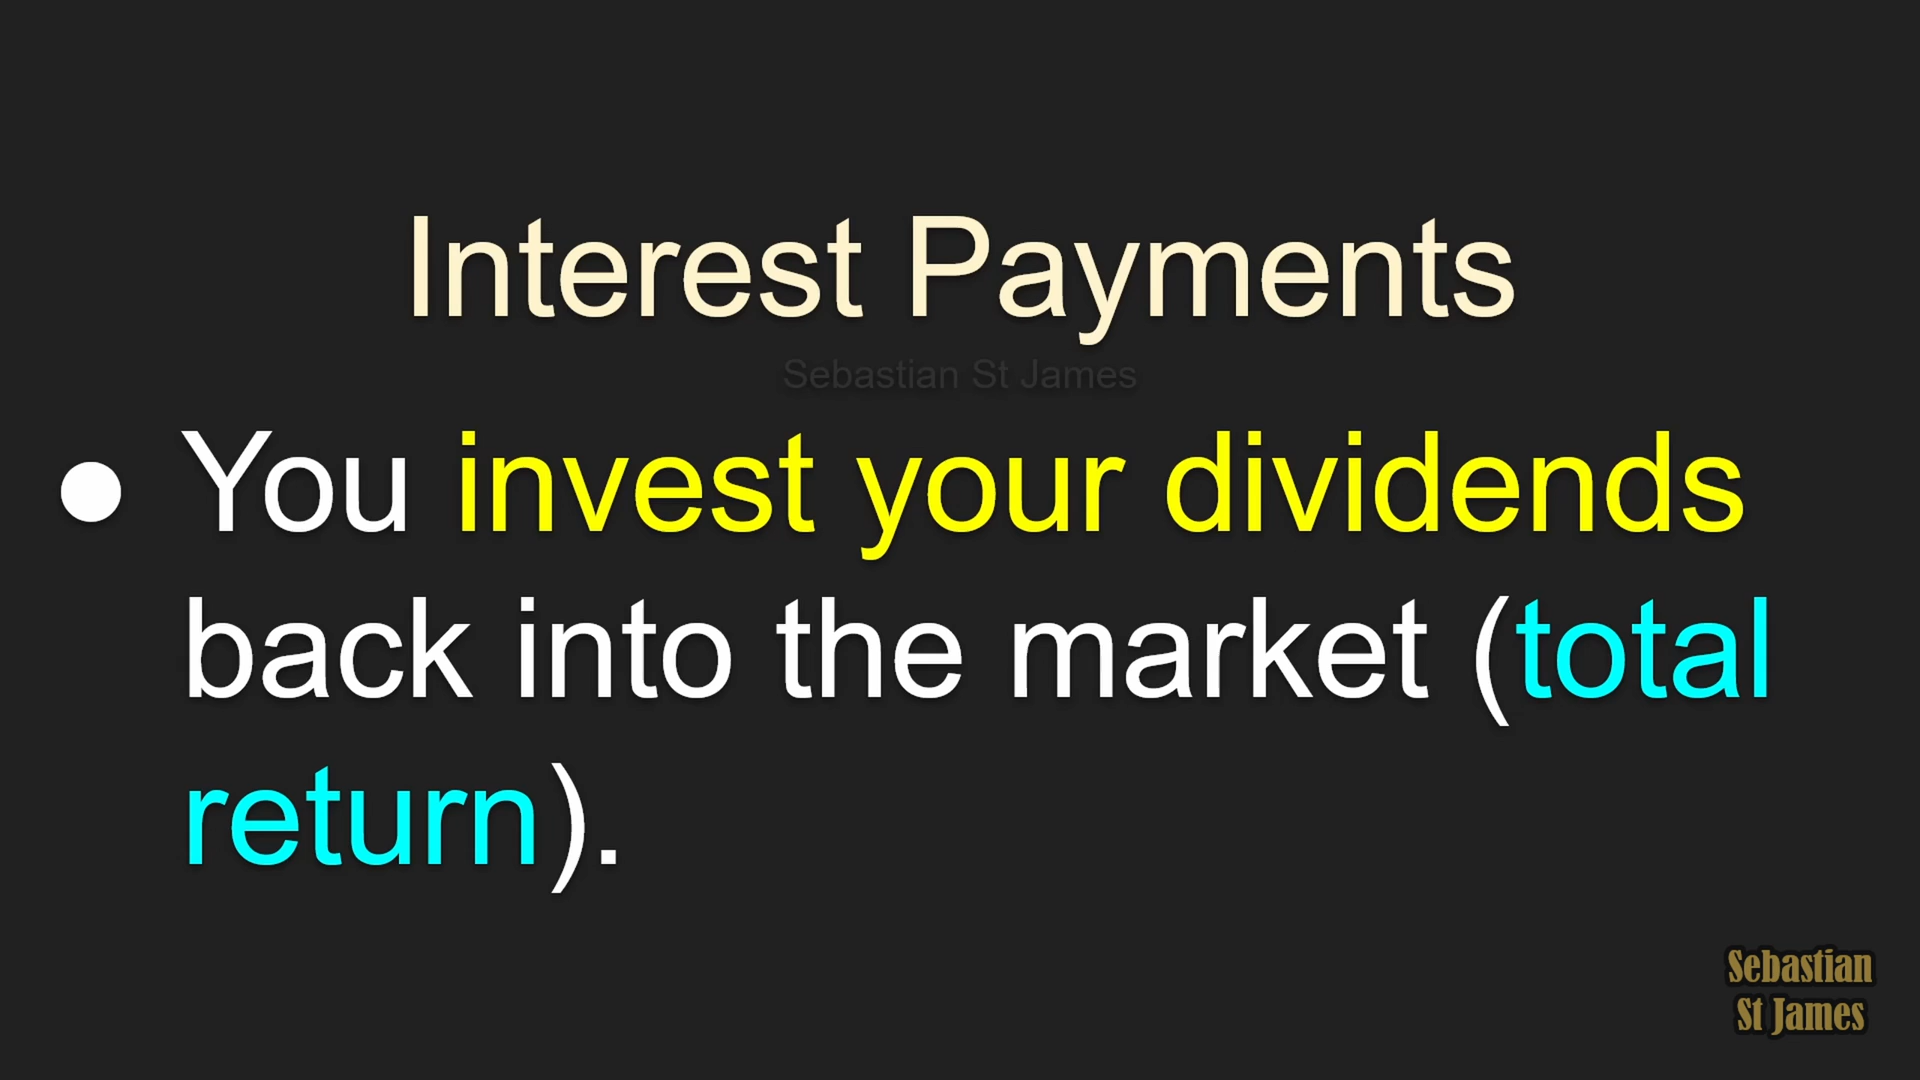 Interest Payments
Sebastian St James
● You invest your dividends
back into the market (total
return).
Sebastian
St James